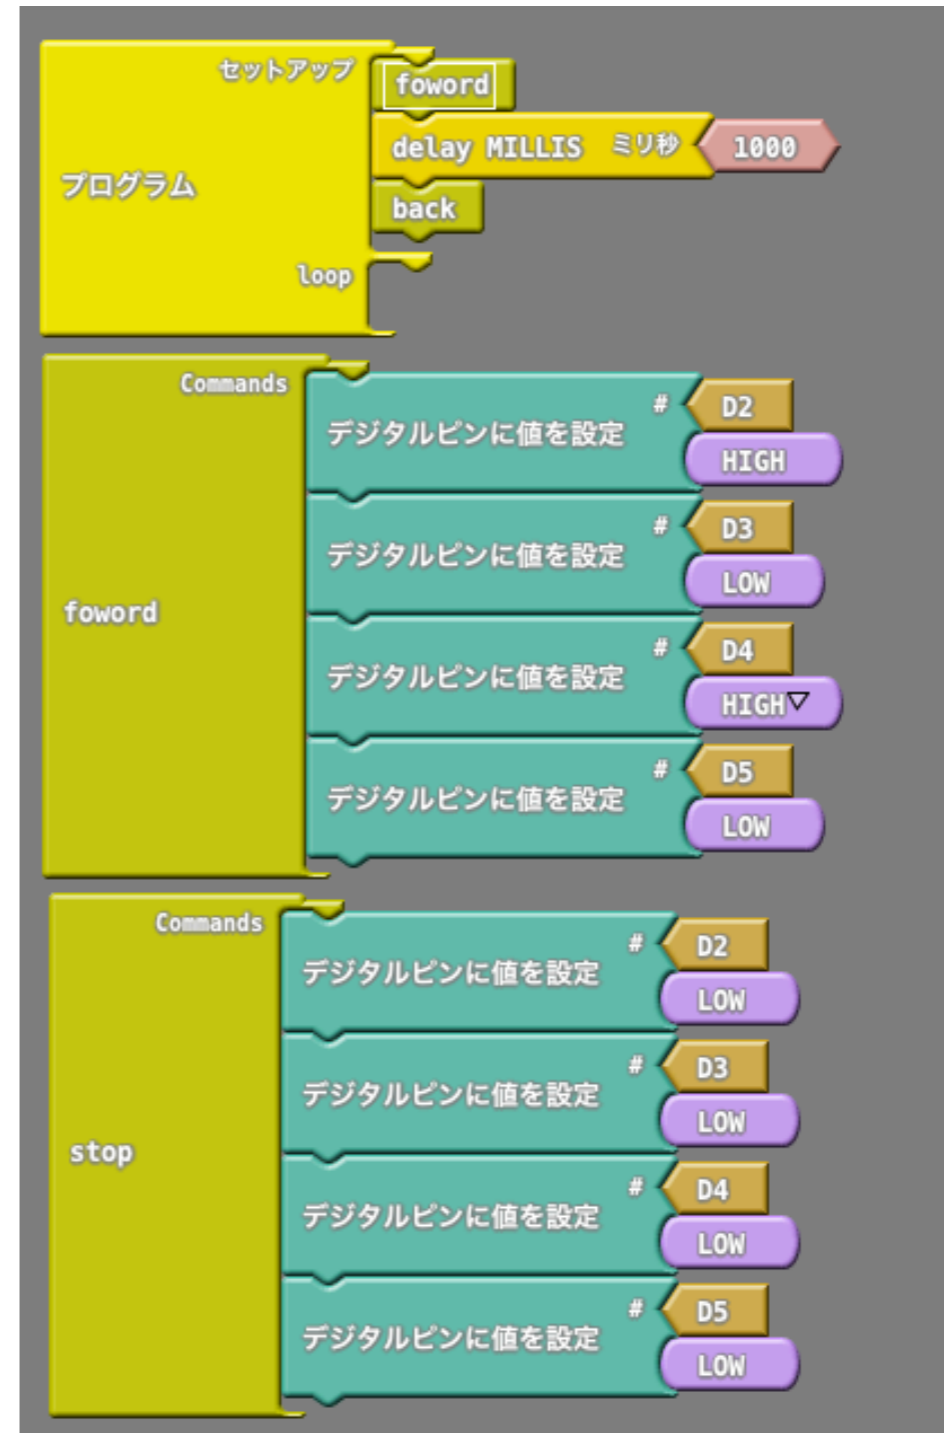 セットアップ
foword
delay MILLIS ミリ秒 1000
プログラム
back
loop
Commands
デジタルピンに値を設定 # D2
HIGH
デジタルピンに値を設定 # D3
LOW
foword
デジタルピンに値を設定 # D4
HIGH
デジタルピンに値を設定 # D5
LOW
Commands
デジタルピンに値を設定 # D2
LOW
デジタルピンに値を設定 # D3
LOW
stop
デジタルピンに値を設定 # D4
LOW
デジタルピンに値を設定 # D5
LOW